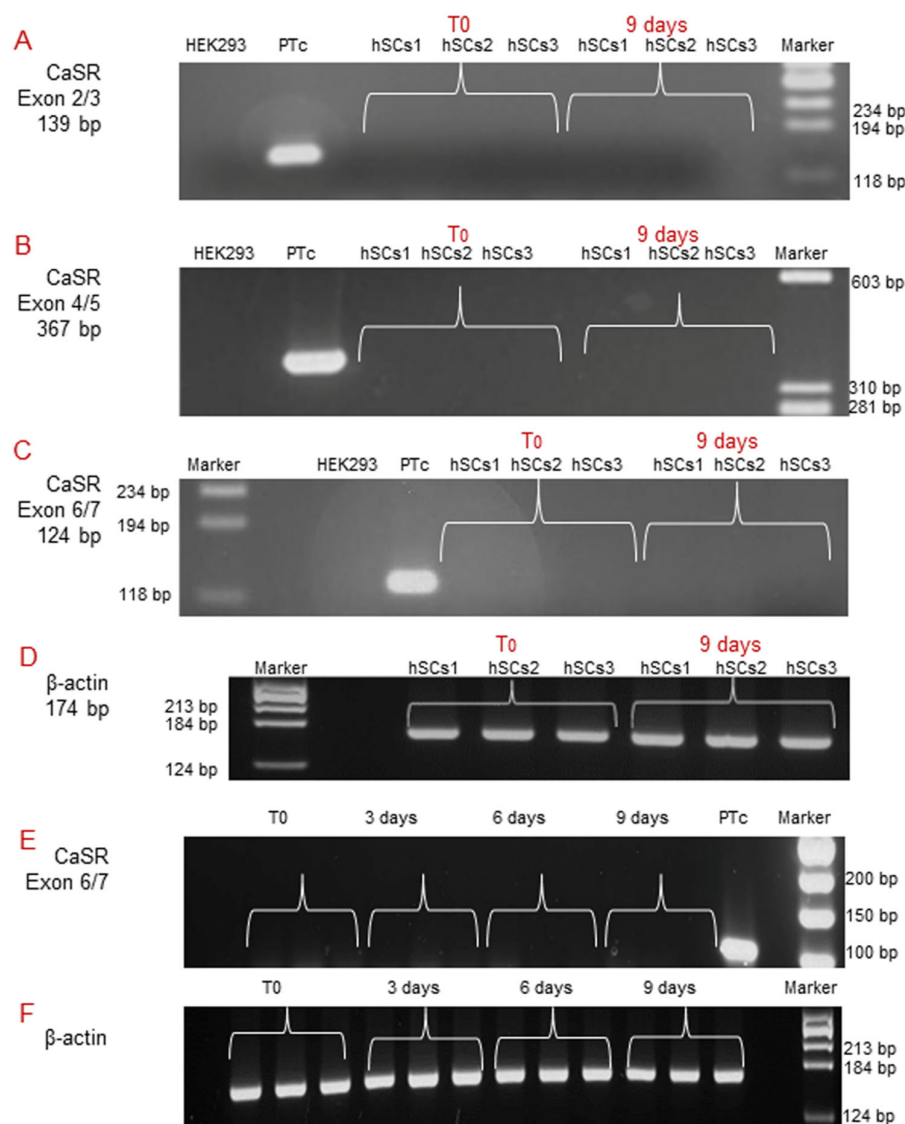 A
CaSR
Exon 2/3
139 bp
T0 9 days
HEK293 PTc hSCs1 hSCs2 hSCs3 hSCs1 hSCs2 hSCs3 Marker
234 bp
194 bp
118 bp
B
CaSR
Exon 4/5
367 bp
T0 9 days
HEK293 PTc hSCs1 hSCs2 hSCs3 hSCs1 hSCs2 hSCs3 Marker
603 bp
310 bp
281 bp
C
CaSR
Exon 6/7
124 bp
T0 9 days
Marker HEK293 PTc hSCs1 hSCs2 hSCs3 hSCs1 hSCs2 hSCs3
234 bp
194 bp
118 bp
D
β-actin
174 bp
T0 9 days
Marker hSCs1 hSCs2 hSCs3 hSCs1 hSCs2 hSCs3
213 bp
184 bp
124 bp
E
CaSR
Exon 6/7
T0 3 days 6 days 9 days PTc Marker
200 bp
150 bp
100 bp
F
β-actin
T0 3 days 6 days 9 days Marker
213 bp
184 bp
124 bp